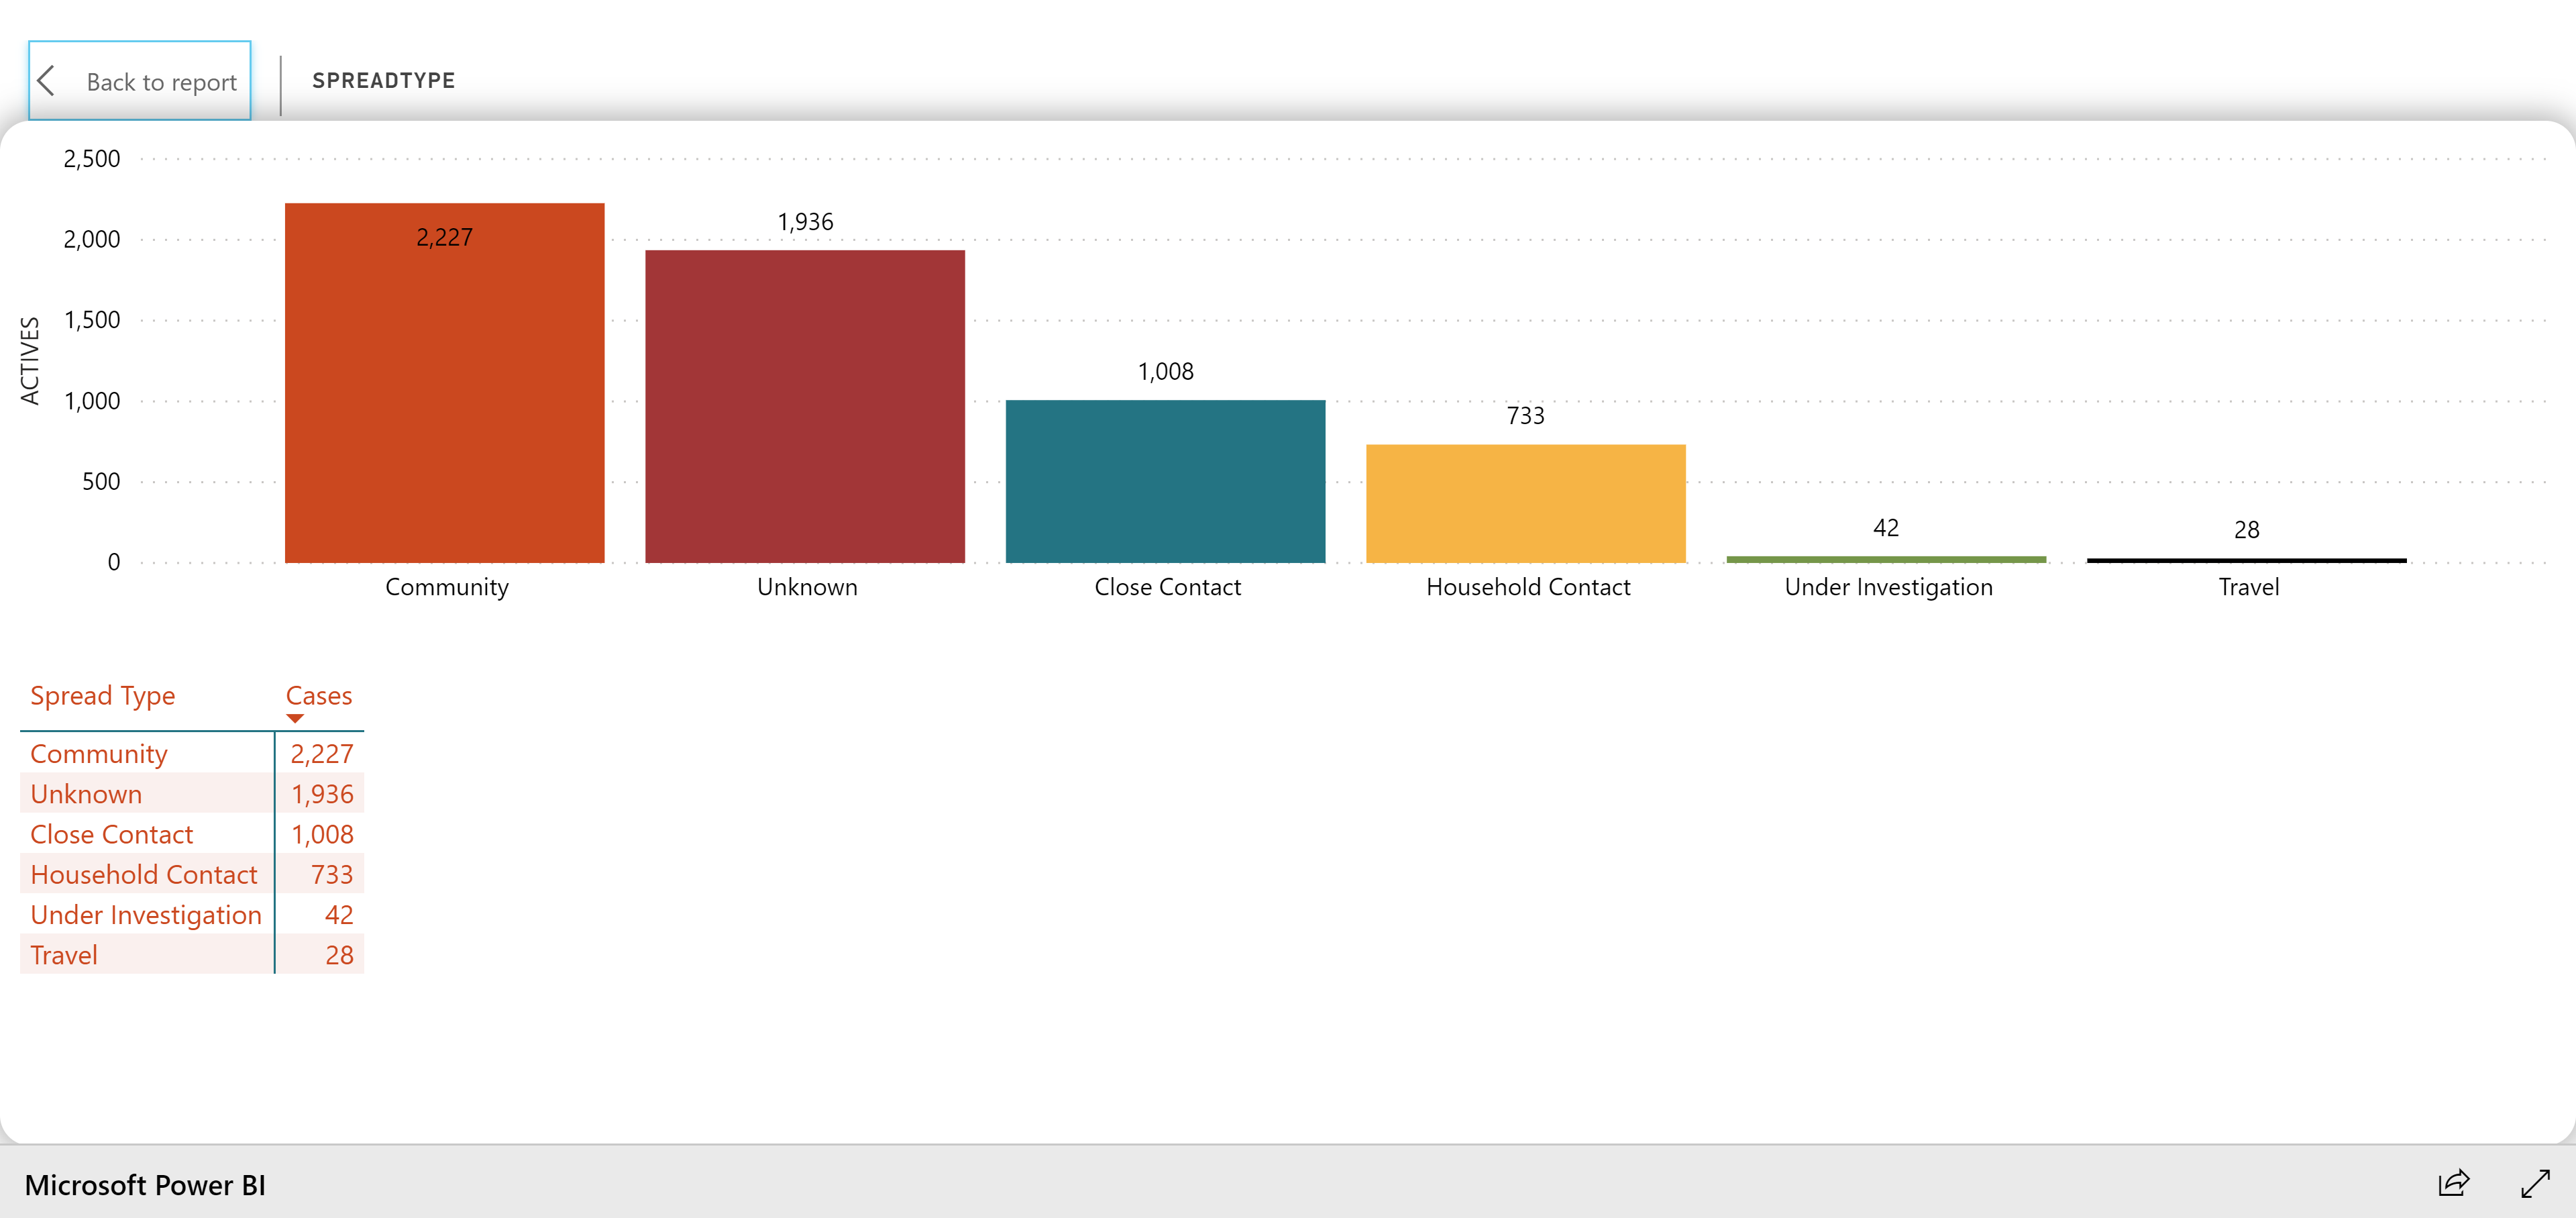 Back to report
SPREADTYPE
ACTIVES
2,500
2,000
1,500
1,000
500
0
2,227
1,936
1,008
733
42
28
Community Unknown Close Contact Household Contact Under Investigation Travel
Spread Type Cases
Community 2,227
Unknown 1,936
Close Contact 1,008
Household Contact 733
Under Investigation 42
Travel 28
Microsoft Power BI